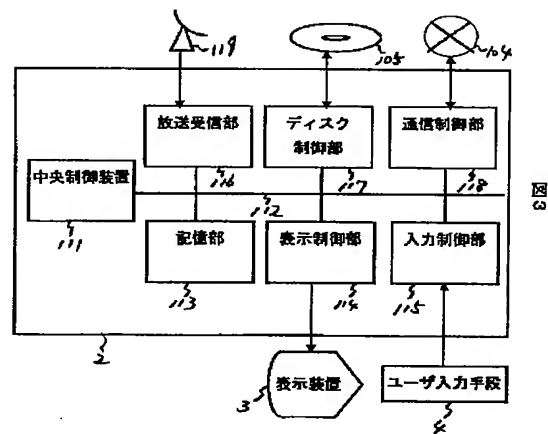 119
105
104
放送受信部
116
ディスク
制御部
117
通信制御部
118
中央制御装置
111
112
記憶部
113
表示制御部
114
入力制御部
115
2
表示装置
3
ユーザ入力手段
4
図3